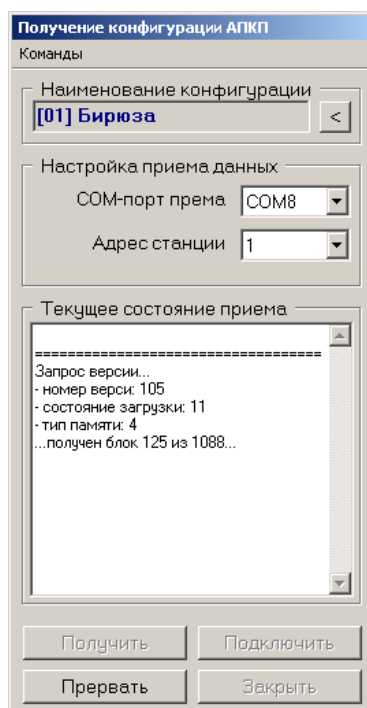 Получение конфигурации АПКП
Команды
Наименование конфигурации
[01] Бирюза
<
Настройка приема данных
COM-порт према
COM8
Адрес станции
1
Текущее состояние приема
===================================
Запрос версии...
- номер верси: 105
- состояние загрузки: 11
- тип памяти: 4
...получен блок 125 из 1088...
Получить
Подключить
Прервать
Закрыть